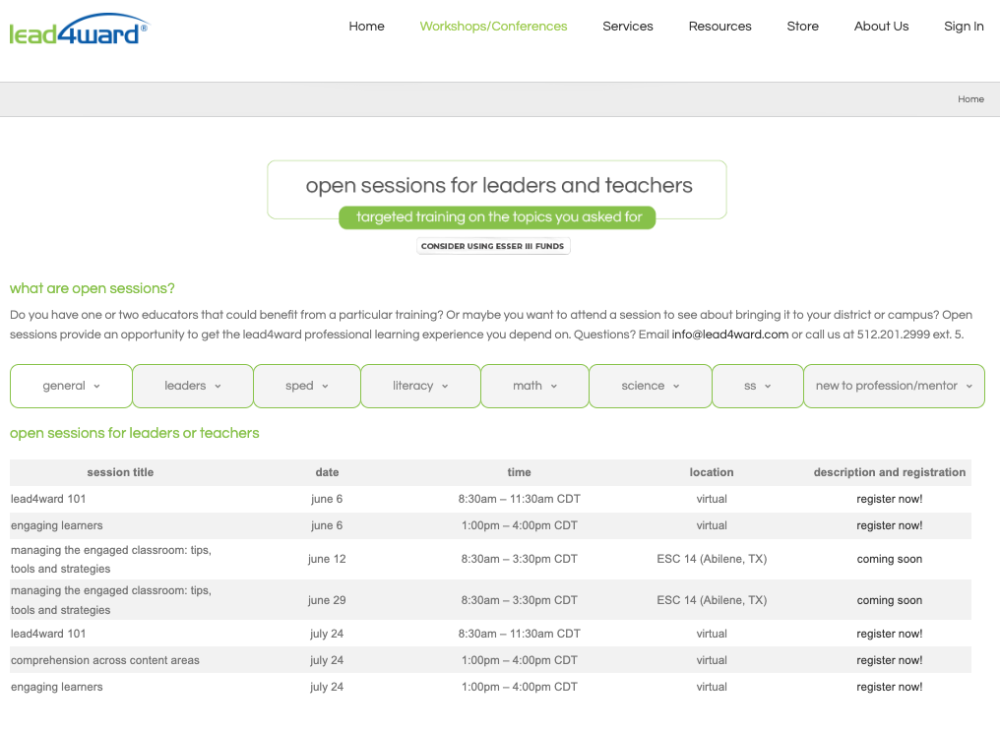 lead4ward®
Home Workshops/Conferences Services Resources Store About Us Sign In
Home
open sessions for leaders and teachers
targeted training on the topics you asked for
CONSIDER USING ESSER III FUNDS
what are open sessions?
Do you have one or two educators that could benefit from a particular training? Or maybe you want to attend a session to see about bringing it to your district or campus? Open
sessions provide an opportunity to get the lead4ward professional learning experience you depend on. Questions? Email info@lead4ward.com or call us at 512.201.2999 ext. 5.
general leaders sped literacy math science ss new to profession/mentor
open sessions for leaders or teachers
session title date time location description and registration
lead4ward 101 june 6 8:30am – 11:30am CDT virtual register now!
engaging learners june 6 1:00pm – 4:00pm CDT virtual register now!
managing the engaged classroom: tips,
tools and strategies june 12 8:30am – 3:30pm CDT ESC 14 (Abilene, TX) coming soon
managing the engaged classroom: tips,
tools and strategies june 29 8:30am – 3:30pm CDT ESC 14 (Abilene, TX) coming soon
lead4ward 101 july 24 8:30am – 11:30am CDT virtual register now!
comprehension across content areas july 24 1:00pm – 4:00pm CDT virtual register now!
engaging learners july 24 1:00pm – 4:00pm CDT virtual register now!